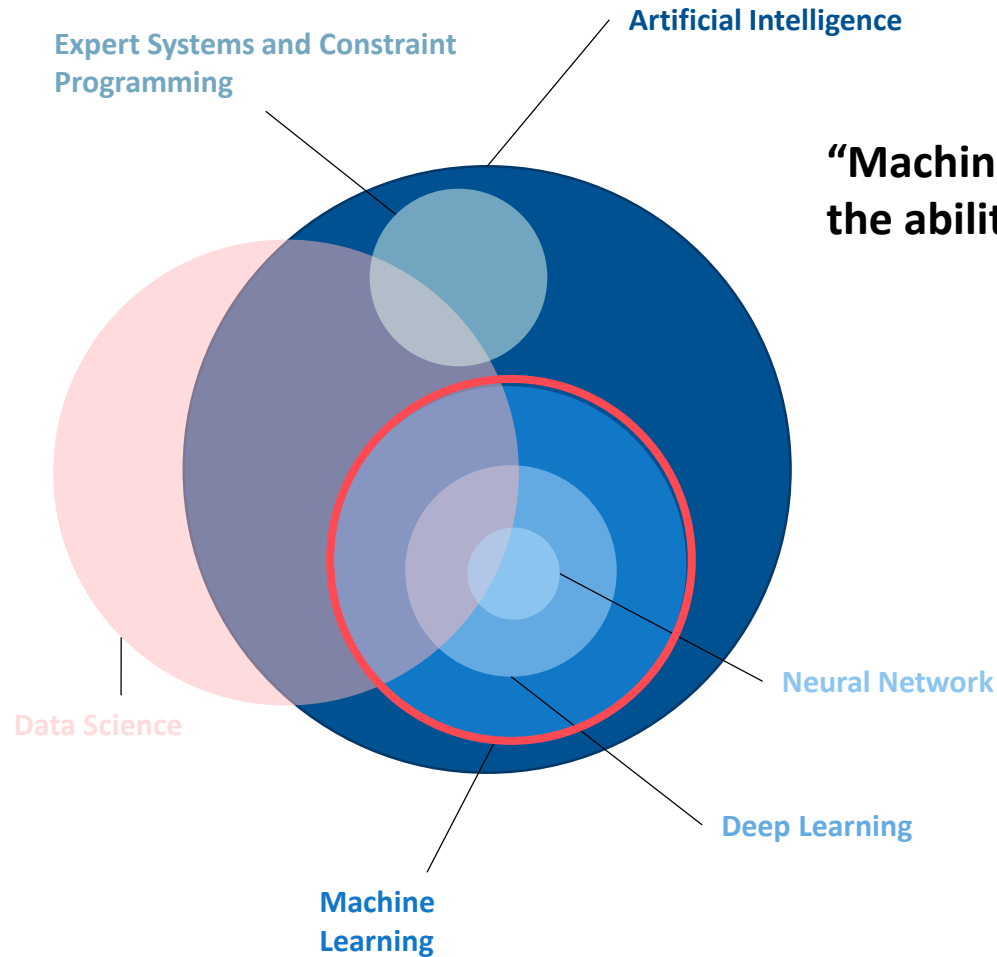 Artificial Intelligence
Expert Systems and Constraint
Programming
“Machin
the abilit
Neural Network
Data Science
Deep Learning
Machine
Learning